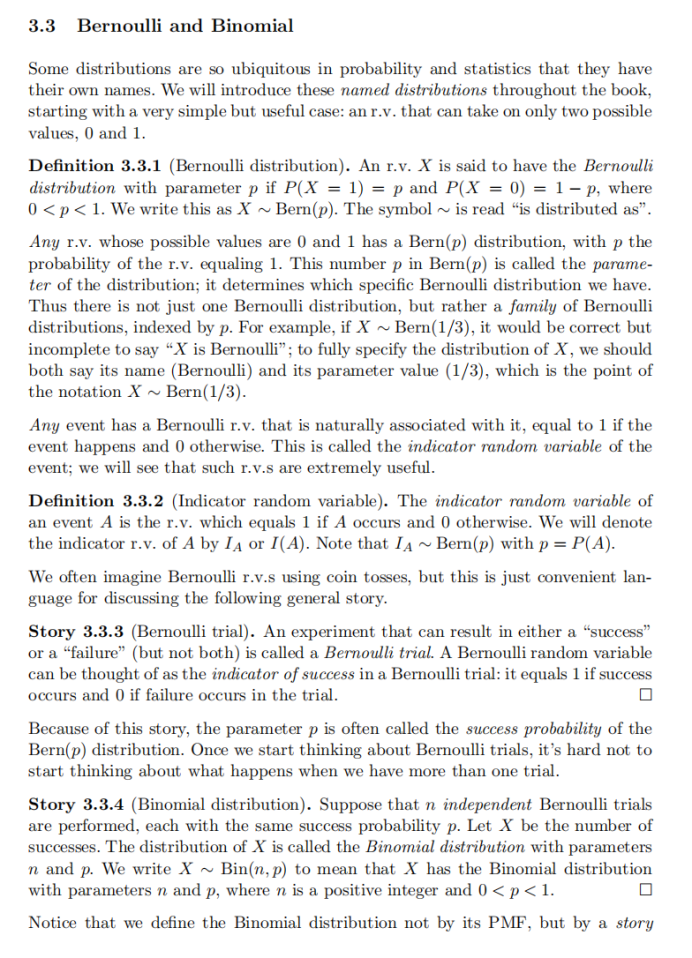 3.3 Bernoulli and Binomial
Some distributions are so ubiquitous in probability and statistics that they have
their own names. We will introduce these named distributions throughout the book,
starting with a very simple but useful case: an r.v. that can take on only two possible
values, 0 and 1.
Definition 3.3.1 (Bernoulli distribution). An r.v. X is said to have the Bernoulli
distribution with parameter p if P(X = 1) = p and P(X = 0) = 1 − p, where
0 < p < 1. We write this as X ∼ Bern(p). The symbol ∼ is read “is distributed as”.
Any r.v. whose possible values are 0 and 1 has a Bern(p) distribution, with p the
probability of the r.v. equaling 1. This number p in Bern(p) is called the parame-
ter of the distribution; it determines which specific Bernoulli distribution we have.
Thus there is not just one Bernoulli distribution, but rather a family of Bernoulli
distributions, indexed by p. For example, if X ∼ Bern(1/3), it would be correct but
incomplete to say “X is Bernoulli”; to fully specify the distribution of X, we should
both say its name (Bernoulli) and its parameter value (1/3), which is the point of
the notation X ∼ Bern(1/3).
Any event has a Bernoulli r.v. that is naturally associated with it, equal to 1 if the
event happens and 0 otherwise. This is called the indicator random variable of the
event; we will see that such r.v.s are extremely useful.
Definition 3.3.2 (Indicator random variable). The indicator random variable of
an event A is the r.v. which equals 1 if A occurs and 0 otherwise. We will denote
the indicator r.v. of A by I_A or I(A). Note that I_A ∼ Bern(p) with p = P(A).
We often imagine Bernoulli r.v.s using coin tosses, but this is just convenient lan-
guage for discussing the following general story.
Story 3.3.3 (Bernoulli trial). An experiment that can result in either a “success”
or a “failure” (but not both) is called a Bernoulli trial. A Bernoulli random variable
can be thought of as the indicator of success in a Bernoulli trial: it equals 1 if success
occurs and 0 if failure occurs in the trial. □
Because of this story, the parameter p is often called the success probability of the
Bern(p) distribution. Once we start thinking about Bernoulli trials, it’s hard not to
start thinking about what happens when we have more than one trial.
Story 3.3.4 (Binomial distribution). Suppose that n independent Bernoulli trials
are performed, each with the same success probability p. Let X be the number of
successes. The distribution of X is called the Binomial distribution with parameters
n and p. We write X ∼ Bin(n, p) to mean that X has the Binomial distribution
with parameters n and p, where n is a positive integer and 0 < p < 1. □
Notice that we define the Binomial distribution not by its PMF, but by a story